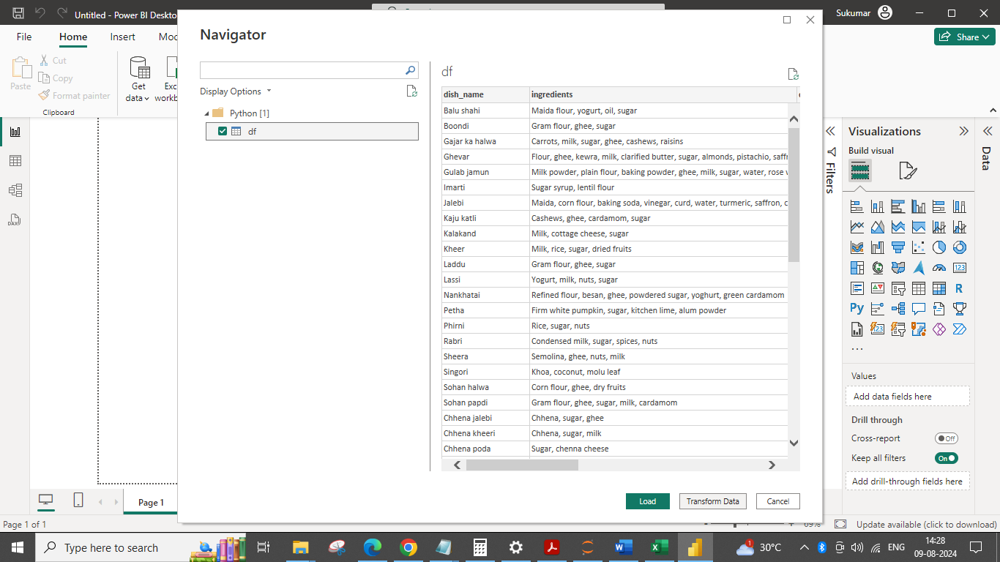 Untitled - Power BI Deskto
Sukumar
File
Home
Insert
Mod
Share
Paste
Cut
Copy
Format painter
Clipboard
Get data
Exc
workb
Navigator
Display Options
Python [1]
df
df
dish_name ingredients
Balu shahi Maida flour, yogurt, oil, sugar
Boondi Gram flour, ghee, sugar
Gajar ka halwa Carrots, milk, sugar, ghee, cashews, raisins
Ghevar Flour, ghee, kewra, milk, clarified butter, sugar, almonds, pistachio, saffr
Gulab jamun Milk powder, plain flour, baking powder, ghee, milk, sugar, water, rose w
Imarti Sugar syrup, lentil flour
Jalebi Maida, corn flour, baking soda, vinegar, curd, water, turmeric, saffron, c
Kaju katli Cashews, ghee, cardamom, sugar
Kalakand Milk, cottage cheese, sugar
Kheer Milk, rice, sugar, dried fruits
Laddu Gram flour, ghee, sugar
Lassi Yogurt, milk, nuts, sugar
Nankhatai Refined flour, besan, ghee, powdered sugar, yoghurt, green cardamom
Petha Firm white pumpkin, sugar, kitchen lime, alum powder
Phirni Rice, sugar, nuts
Rabri Condensed milk, sugar, spices, nuts
Sheera Semolina, ghee, nuts, milk
Singori Khoa, coconut, molu leaf
Sohan halwa Corn flour, ghee, dry fruits
Sohan papdi Gram flour, ghee, sugar, milk, cardamom
Chhena jalebi Chhena, sugar, ghee
Chhena kheeri Chhena, sugar, milk
Chhena poda Sugar, chenna cheese
Load
Transform Data
Cancel
Filters
Visualizations
Build visual
123
R
Py
123
...
Values
Add data fields here
Drill through
Cross-report
Off
Keep all filters
On
Add drill-through fields here
Data
DAX
Page 1
Page 1 of 1
69%
Update available (click to download)
Type here to search
1
30°C
ENG
14:28
09-08-2024